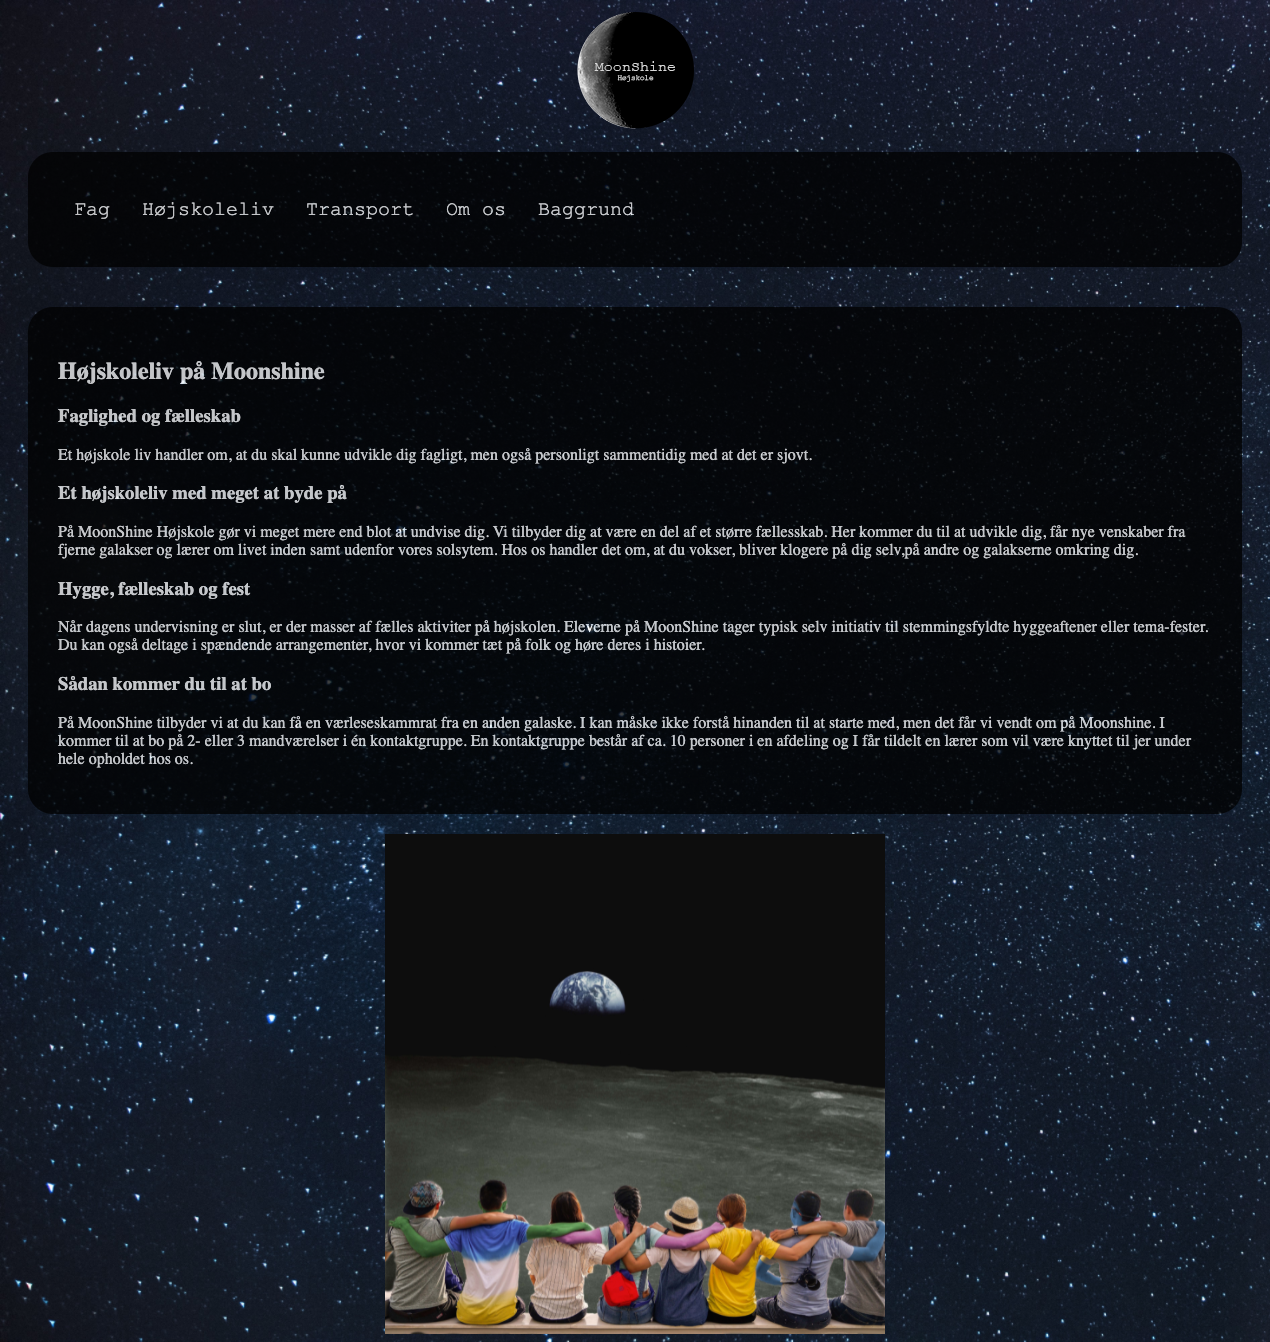 MoonShine
Højskole
Fag Højskoleliv Transport Om os Baggrund
Højskoleliv på Moonshine
Faglighed og fælleskab
Et højskole liv handler om, at du skal kunne udvikle dig fagligt, men også personligt sammentidig med at det er sjovt.
Et højskoleliv med meget at byde på
På MoonShine Højskole gør vi meget mere end blot at undvise dig. Vi tilbyder dig at være en del af et større fællesskab. Her kommer du til at udvikle dig, får nye venskaber fra
fjerne galakser og lærer om livet inden samt udenfor vores solsytem. Hos os handler det om, at du vokser, bliver klogere på dig selv,på andre og galakserne omkring dig.
Hygge, fælleskab og fest
Når dagens undervisning er slut, er der masser af fælles aktiviter på højskolen. Eleverne på MoonShine tager typisk selv initiativ til stemmingsfyldte hyggeaftener eller tema-fester.
Du kan også deltage i spændende arrangementer, hvor vi kommer tæt på folk og høre deres i histoier.
Sådan kommer du til at bo
På MoonShine tilbyder vi at du kan få en værleseskammrat fra en anden galaske. I kan måske ikke forstå hinanden til at starte med, men det får vi vendt om på Moonshine. I
kommer til at bo på 2- eller 3 mandværelser i én kontaktgruppe. En kontaktgruppe består af ca. 10 personer i en afdeling og I får tildelt en lærer som vil være knyttet til jer under
hele opholdet hos os.